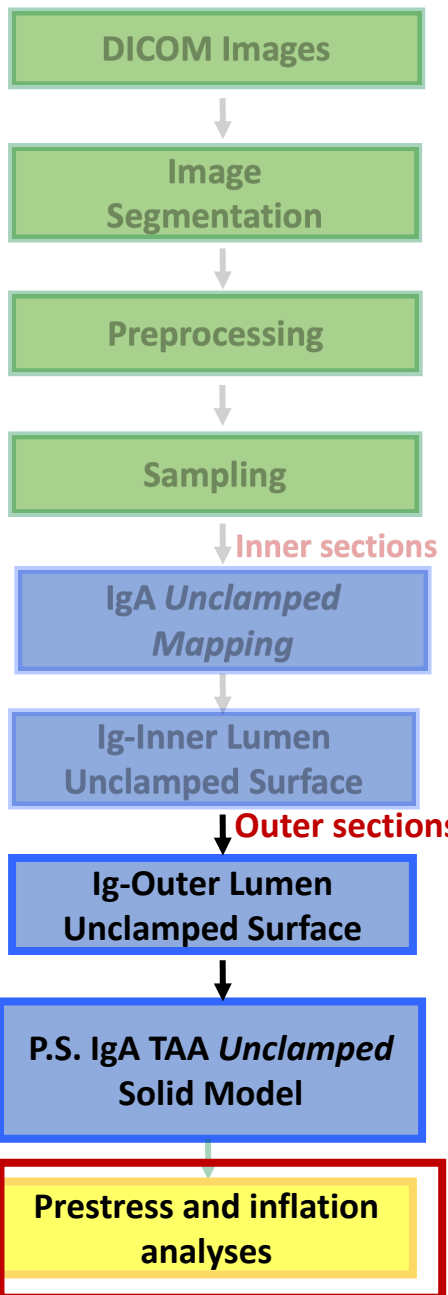 DICOM Images
Image
Segmentation
Preprocessing
Sampling
Inner sections
IgA Unclamped
Mapping
Ig-Inner Lumen
Unclamped Surface
Outer sections
Ig-Outer Lumen
Unclamped Surface
P.S. IgA TAA Unclamped
Solid Model
Prestress and inflation
analyses